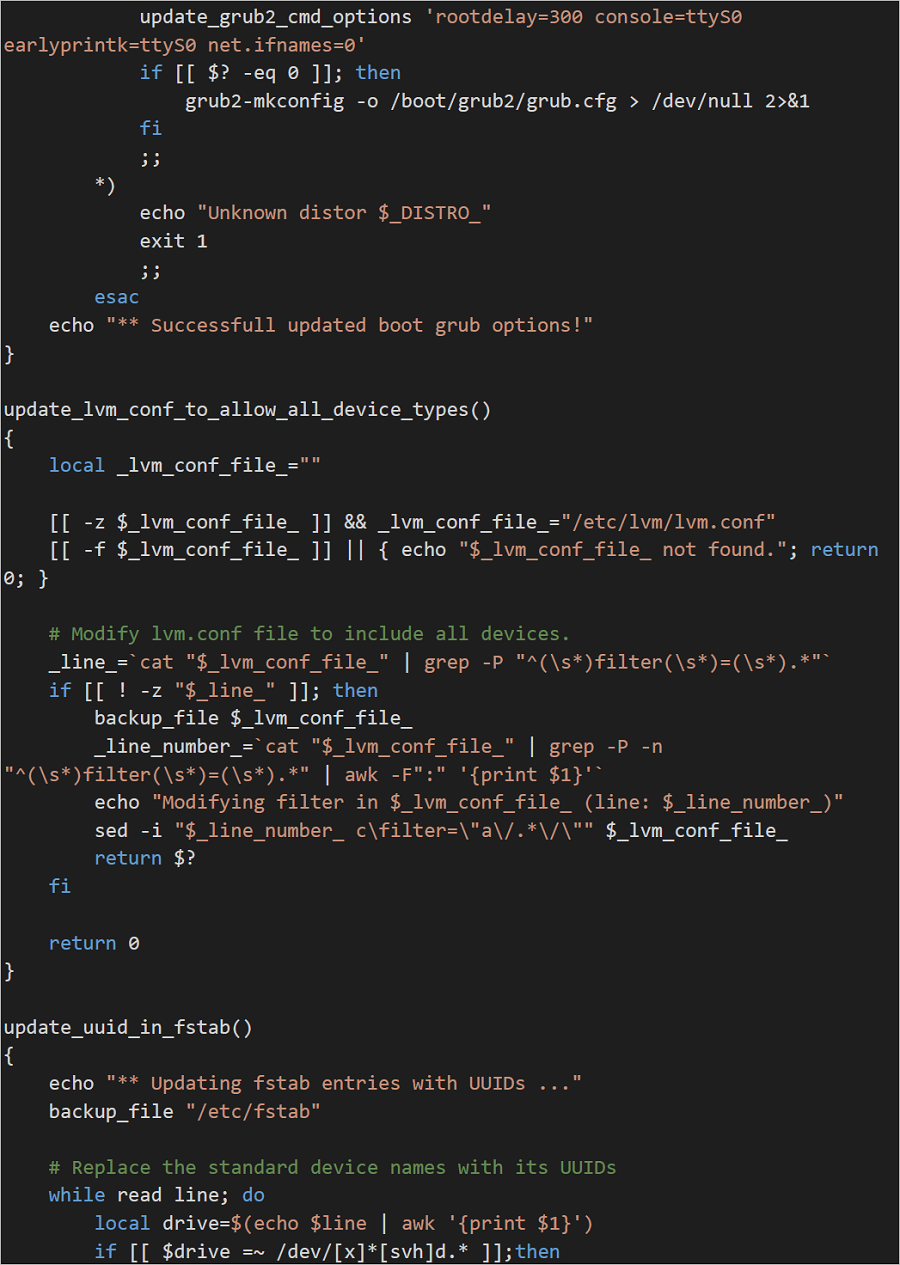 update_grub2_cmd_options 'rootdelay=300 console=ttyS0
earlyprintk=ttyS0 net.ifnames=0'
            if [[ $? -eq 0 ]]; then
                grub2-mkconfig -o /boot/grub2/grub.cfg > /dev/null 2>&1
            fi
            ;;
        *)
            echo "Unknown distor $_DISTRO_"
            exit 1
            ;;
        esac
    echo "** Successfull updated boot grub options!"
}

update_lvm_conf_to_allow_all_device_types()
{
    local _lvm_conf_file_=""

    [[ -z $_lvm_conf_file_ ]] && _lvm_conf_file_="/etc/lvm/lvm.conf"
    [[ -f $_lvm_conf_file_ ]] || { echo "$_lvm_conf_file_ not found."; return
0; }

    # Modify lvm.conf file to include all devices.
    _line_=`cat "$_lvm_conf_file_" | grep -P "^(\s*)filter(\s*)=(\s*).*"`
    if [[ ! -z "$_line_" ]]; then
        backup_file $_lvm_conf_file_
        _line_number_=`cat "$_lvm_conf_file_" | grep -P -n
"^(\s*)filter(\s*)=(\s*).*" | awk -F":" '{print $1}'`
        echo "Modifying filter in $_lvm_conf_file_ (line: $_line_number_)"
        sed -i "$_line_number_ c\filter=\"a\/.*\/\"" $_lvm_conf_file_
        return $?
    fi

    return 0
}

update_uuid_in_fstab()
{
    echo "** Updating fstab entries with UUIDs ..."
    backup_file "/etc/fstab"

    # Replace the standard device names with its UUIDs
    while read line; do
        local drive=$(echo $line | awk '{print $1}')
        if [[ $drive =~ /dev/[x]*[svh]d.* ]];then